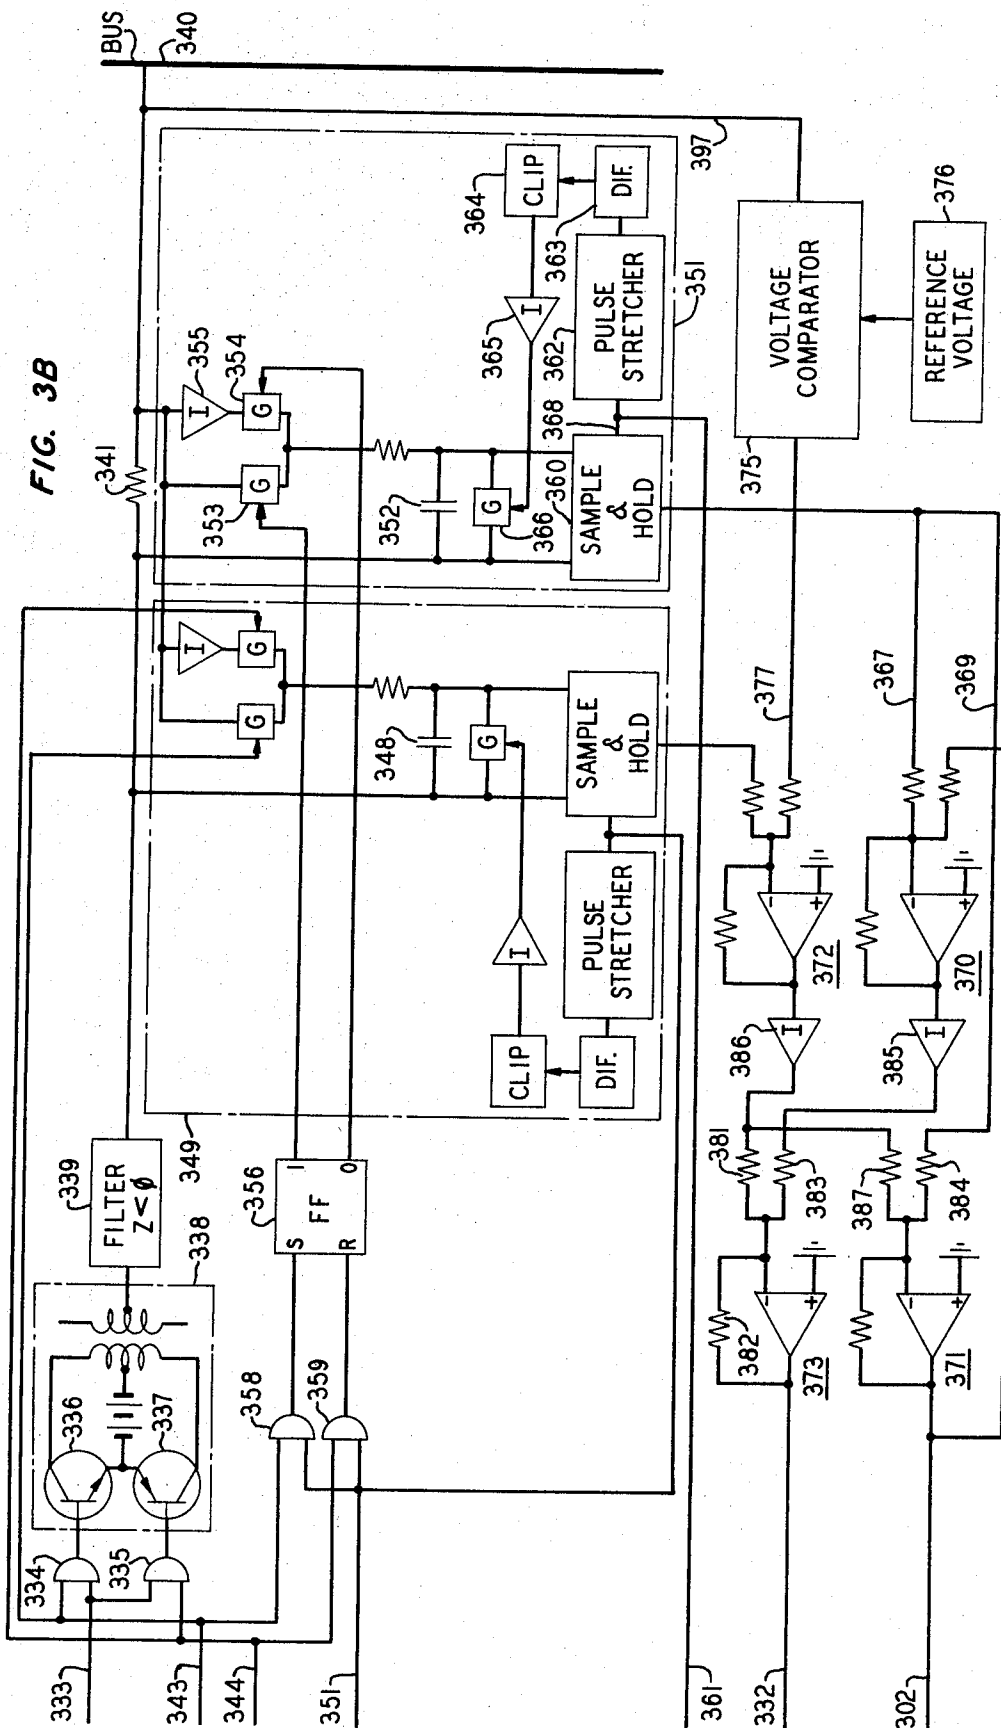 FIG. 3B
BUS
340
341
339
FILTER
Z<ϕ
338
336
337
334
335
333
343
344
351
361
332
302
358
359
356
S
R
FF
1
0
349
G
I
G
348
G
SAMPLE
&
HOLD
I
CLIP
PULSE
STRETCHER
DIF.
353
G
I
355
354
G
352
G
366
360
SAMPLE
&
HOLD
368
365
I
364
CLIP
363
DIF.
362
PULSE
STRETCHER
351
397
375
VOLTAGE
COMPARATOR
376
REFERENCE
VOLTAGE
377
367
369
-
+
372
-
+
370
386
I
385
I
381
383
387
384
382
-
+
373
-
+
371